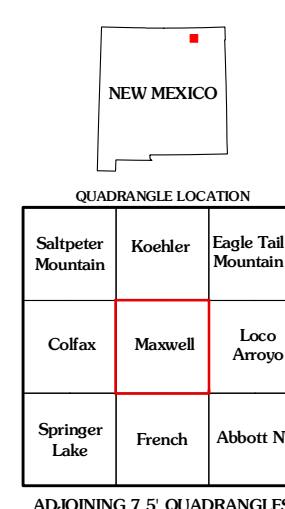 NEW MEXICO
QUADRANGLE LOCATION
Saltpeter
Mountain
Koehler
Eagle Tail
Mountain
Colfax
Maxwell
Loco
Arroyo
Springer
Lake
French
Abbott N
ADJOINING 7.5' QUADRANGLES